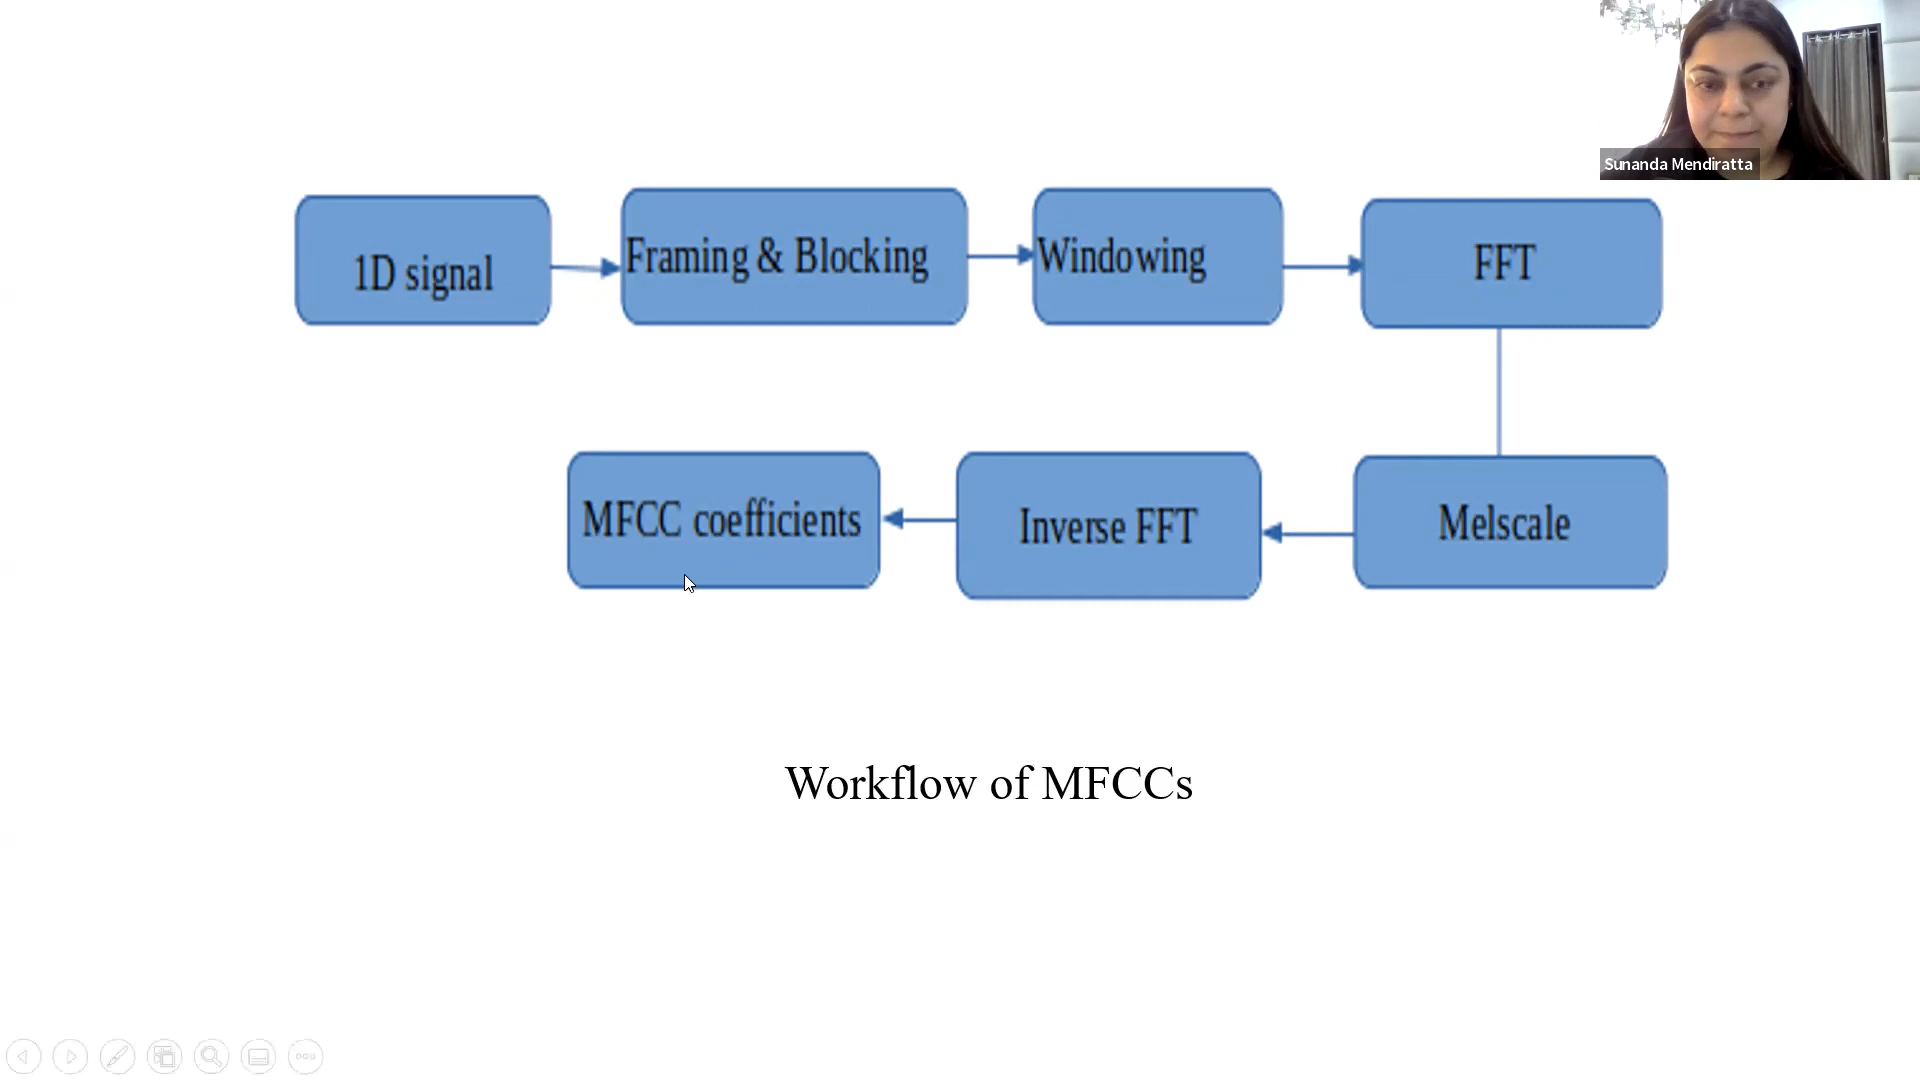 Sunanda Mendiratta
1D signal
Framing & Blocking
Windowing
FFT
MFCC coefficients
Inverse FFT
Melscale
Workflow of MFCCs